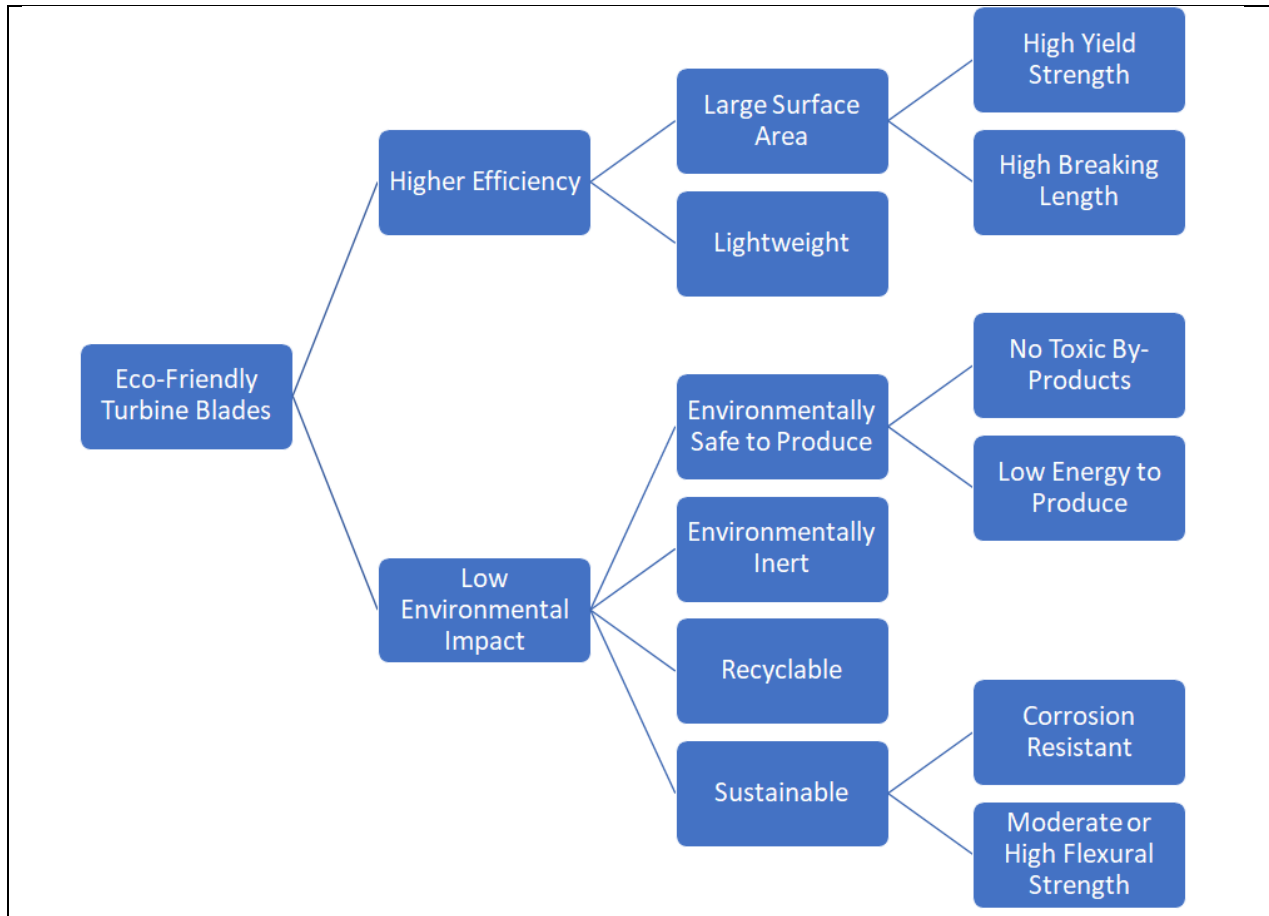 Eco-Friendly
Turbine Blades
Higher Efficiency
Large Surface
Area
High Yield
Strength
High Breaking
Length
Lightweight
Low
Environmental
Impact
Environmentally
Safe to Produce
No Toxic By-
Products
Low Energy to
Produce
Environmentally
Inert
Recyclable
Sustainable
Corrosion
Resistant
Moderate or
High Flexural
Strength